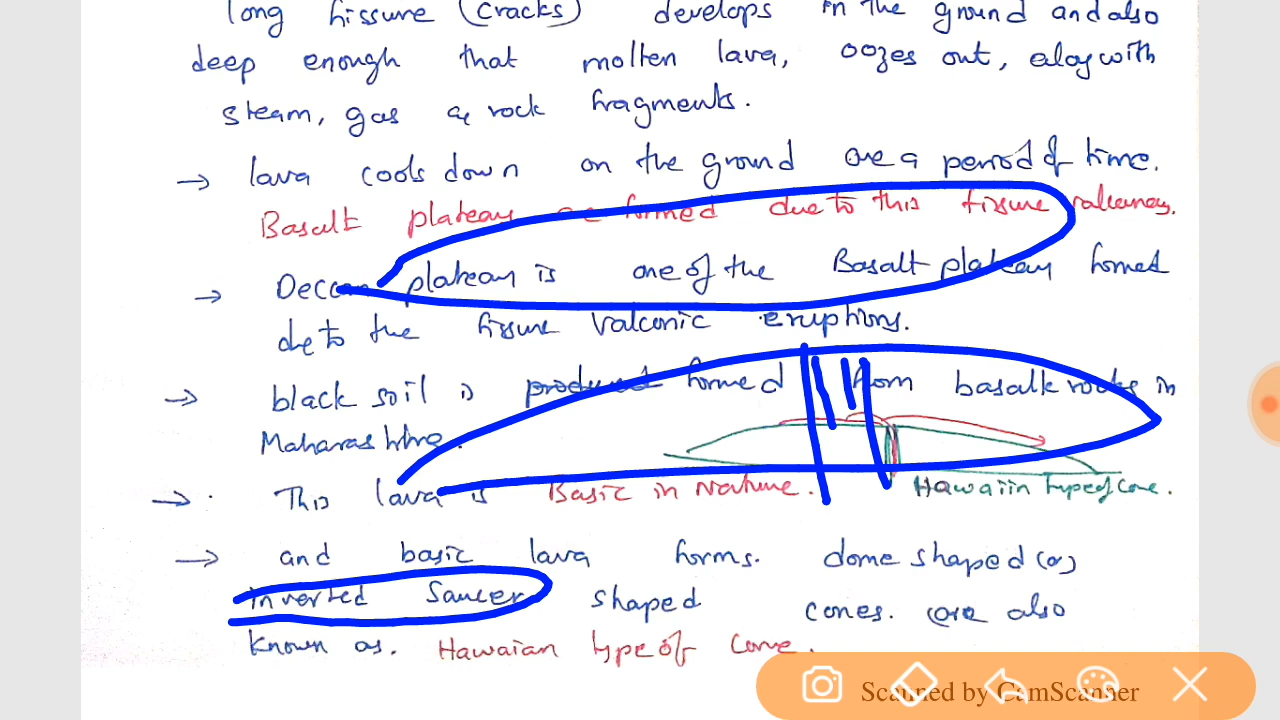 long fissure (cracks) develops in the ground and also
deep enough that molten lava, oozes out, along with
steam, gas & rock fragments.
→ lava cools down on the ground over a period of time.
Basalt plateaus are formed due to this fissure valcanoes.
→ Deccan plateau is one of the Basalt plateau formed
due to the fissure valconic eruptions.
→ black soil is produced formed from basalt rocks in
Maharashtra.
→ This lava is Basic in Nature. Hawaiin type of Cone.
→ and basic lava forms. dome shaped (or)
inverted Saucer shaped cones. are also
known as. Hawaiian type of Cone.
Scanned by CamScanner